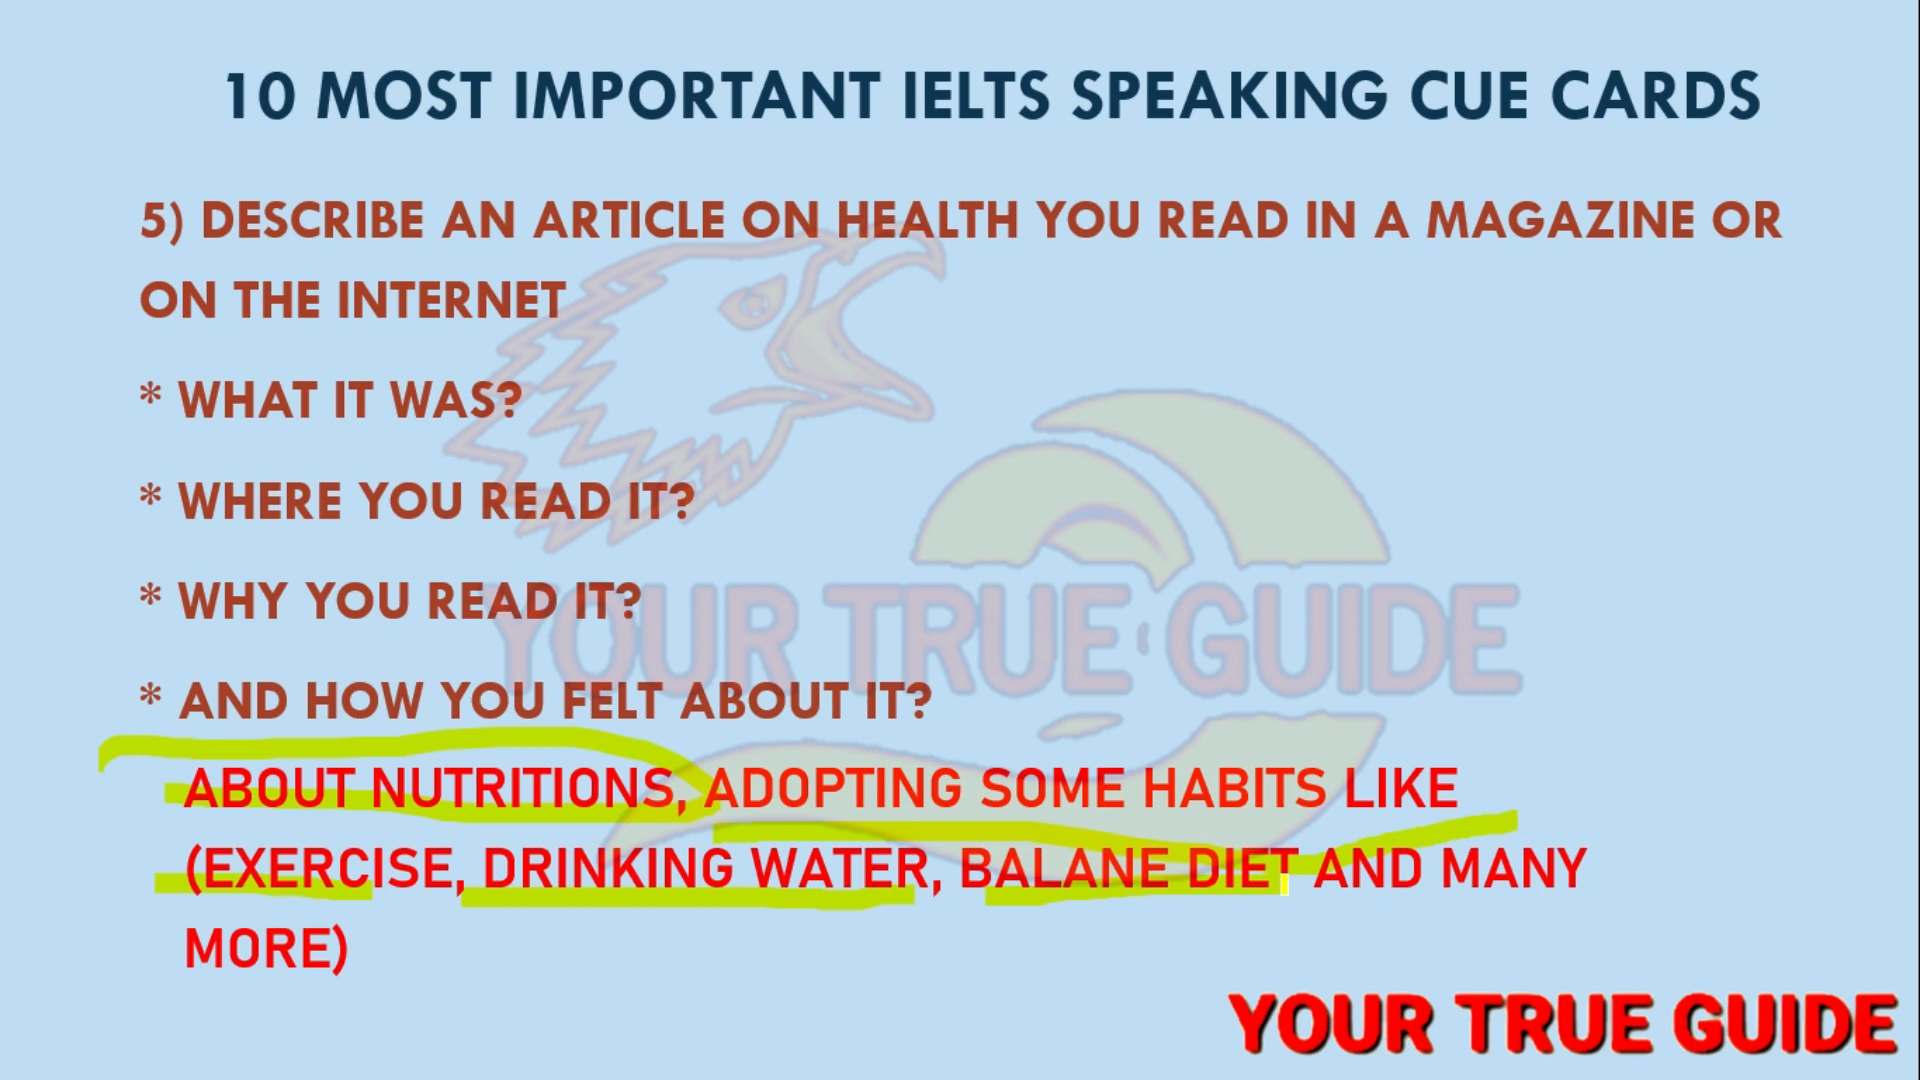 10 MOST IMPORTANT IELTS SPEAKING CUE CARDS
5) DESCRIBE AN ARTICLE ON HEALTH YOU READ IN A MAGAZINE OR
ON THE INTERNET
* WHAT IT WAS?
* WHERE YOU READ IT?
* WHY YOU READ IT?
YOUR TRUE GUIDE
* AND HOW YOU FELT ABOUT IT?
ABOUT NUTRITIONS, ADOPTING SOME HABITS LIKE
(EXERCISE, DRINKING WATER, BALANE DIET AND MANY
MORE)
YOUR TRUE GUIDE